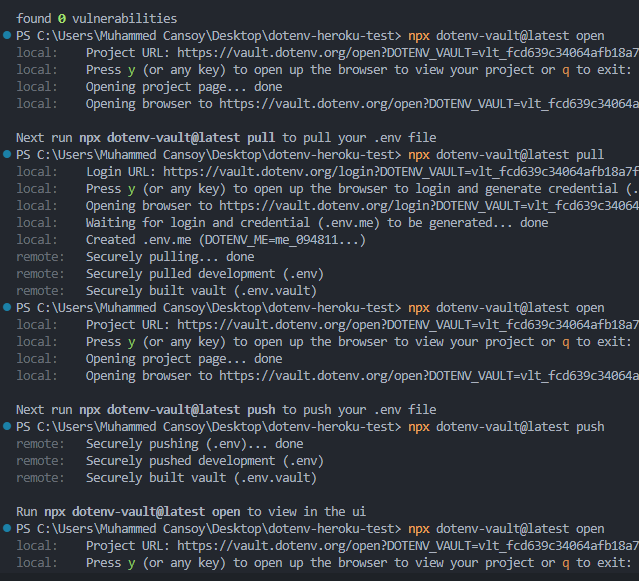 found 0 vulnerabilities
PS C:\Users\Muhammed Cansoy\Desktop\dotenv-heroku-test> npx dotenv-vault@latest open
local:    Project URL: https://vault.dotenv.org/open?DOTENV_VAULT=vlt_fcd639c34064afb18a7
local:    Press y (or any key) to open up the browser to view your project or q to exit:
local:    Opening project page... done
local:    Opening browser to https://vault.dotenv.org/open?DOTENV_VAULT=vlt_fcd639c34064a
Next run npx dotenv-vault@latest pull to pull your .env file
PS C:\Users\Muhammed Cansoy\Desktop\dotenv-heroku-test> npx dotenv-vault@latest pull
local:    Login URL: https://vault.dotenv.org/login?DOTENV_VAULT=vlt_fcd639c34064afb18a7f
local:    Press y (or any key) to open up the browser to login and generate credential (.
local:    Opening browser to https://vault.dotenv.org/login?DOTENV_VAULT=vlt_fcd639c34064
local:    Waiting for login and credential (.env.me) to be generated... done
local:    Created .env.me (DOTENV_ME=me_094811...)
remote:   Securely pulling... done
remote:   Securely pulled development (.env)
remote:   Securely built vault (.env.vault)
PS C:\Users\Muhammed Cansoy\Desktop\dotenv-heroku-test> npx dotenv-vault@latest open
local:    Project URL: https://vault.dotenv.org/open?DOTENV_VAULT=vlt_fcd639c34064afb18a7
local:    Press y (or any key) to open up the browser to view your project or q to exit:
local:    Opening project page... done
local:    Opening browser to https://vault.dotenv.org/open?DOTENV_VAULT=vlt_fcd639c34064a
Next run npx dotenv-vault@latest push to push your .env file
PS C:\Users\Muhammed Cansoy\Desktop\dotenv-heroku-test> npx dotenv-vault@latest push
remote:   Securely pushing (.env)... done
remote:   Securely pushed development (.env)
remote:   Securely built vault (.env.vault)
Run npx dotenv-vault@latest open to view in the ui
PS C:\Users\Muhammed Cansoy\Desktop\dotenv-heroku-test> npx dotenv-vault@latest open
local:    Project URL: https://vault.dotenv.org/open?DOTENV_VAULT=vlt_fcd639c34064afb18a7
local:    Press y (or any key) to open up the browser to view your project or q to exit: